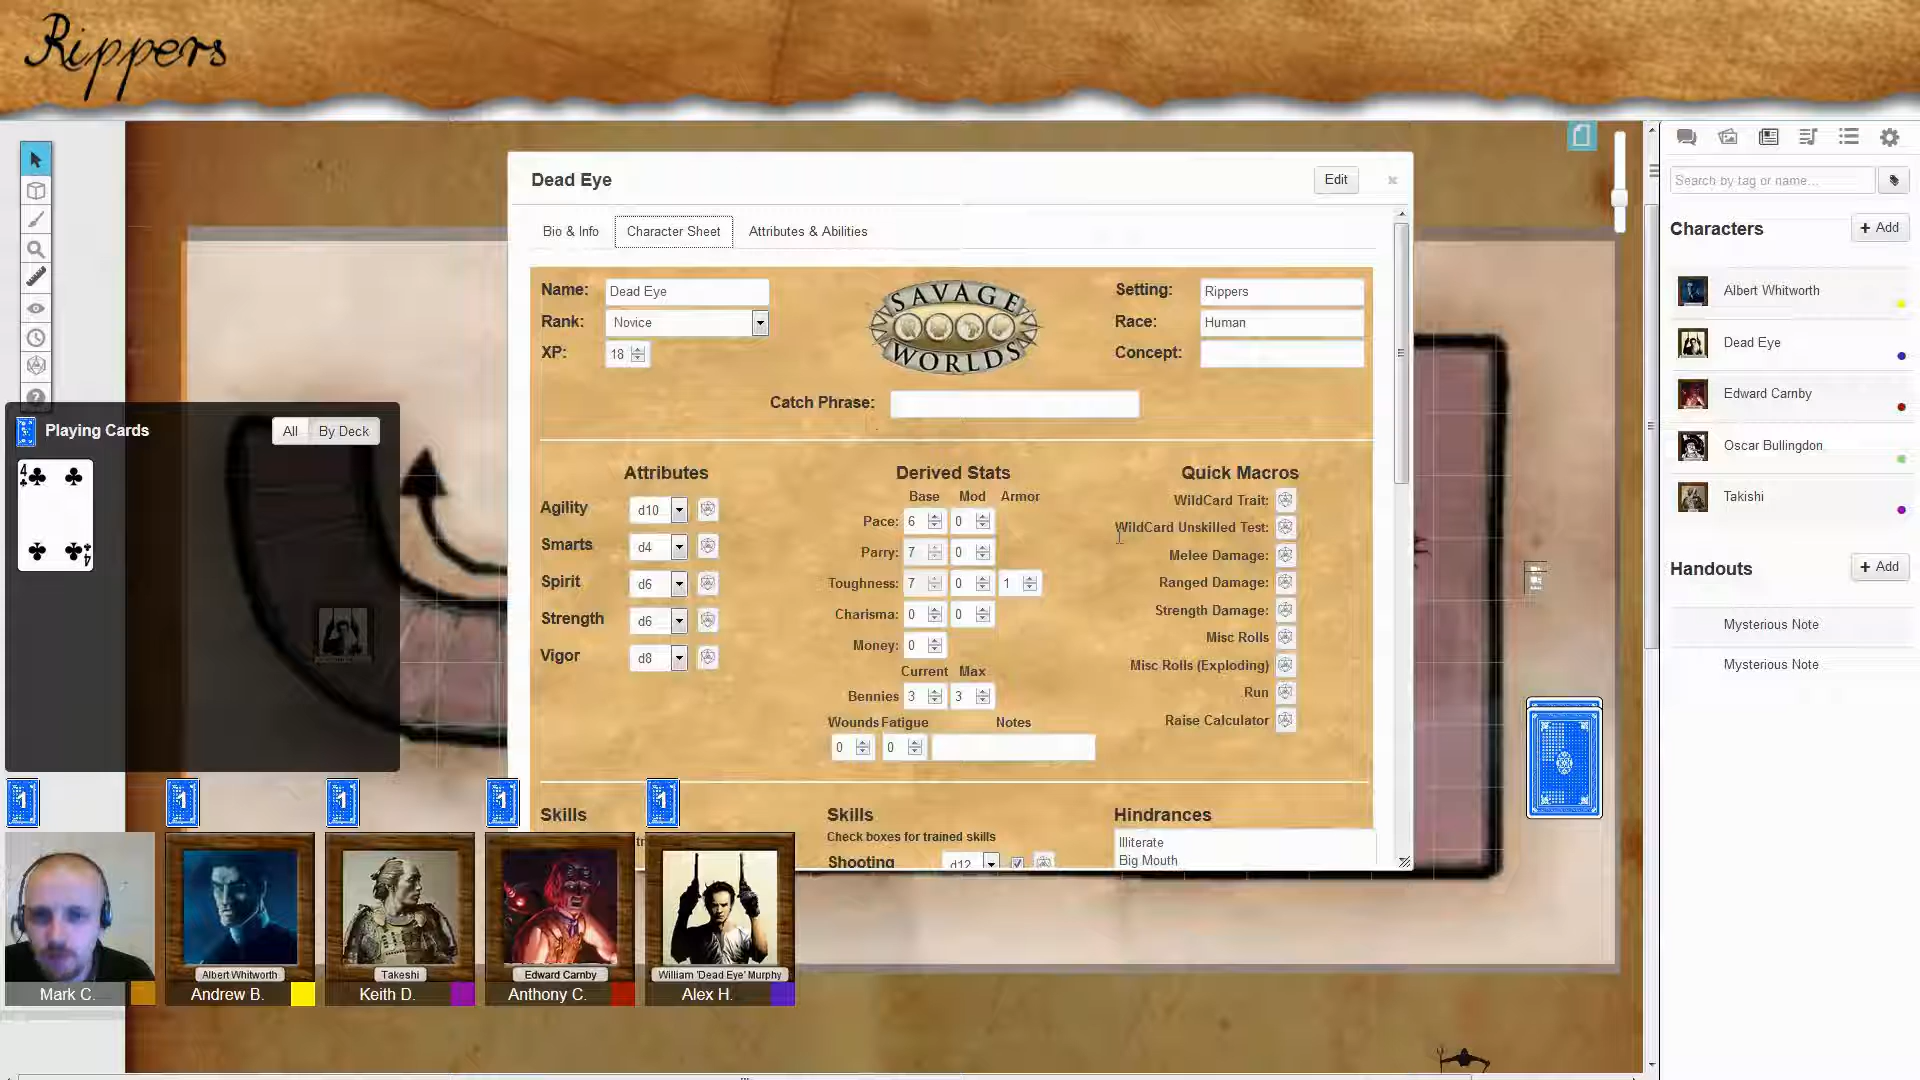 Rippers
Dead Eye
Edit
Bio & Info
Character Sheet
Attributes & Abilities
Name:
Dead Eye
Rank:
Novice
XP:
18
SAVAGE
WORLDS
Setting:
Rippers
Race:
Human
Concept:
Catch Phrase:
Attributes
Agility
d10
Smarts
d4
Spirit
d6
Strength
d6
Vigor
d8
Derived Stats
Base Mod Armor
Pace: 6 0
Parry: 7 0
Toughness: 7 0 1
Charisma: 0 0
Money: 0
Current Max
Bennies 3 3
Wounds Fatigue Notes
0 0
Quick Macros
WildCard Trait:
WildCard Unskilled Test:
Melee Damage:
Ranged Damage:
Strength Damage:
Misc Rolls
Misc Rolls (Exploding)
Run
Raise Calculator
Skills
Skills
Check boxes for trained skills
Shooting
d12
Hindrances
Illiterate
Big Mouth
Playing Cards
All
By Deck
4
4
1
1
1
1
1
Mark C.
Albert Whitworth
Andrew B.
Takeshi
Keith D.
Edward Carnby
Anthony C.
William 'Dead Eye' Murphy
Alex H.
Search by tag or name...
Characters
+ Add
Albert Whitworth
Dead Eye
Edward Carnby
Oscar Bullingdon
Takishi
Handouts
+ Add
Mysterious Note
Mysterious Note